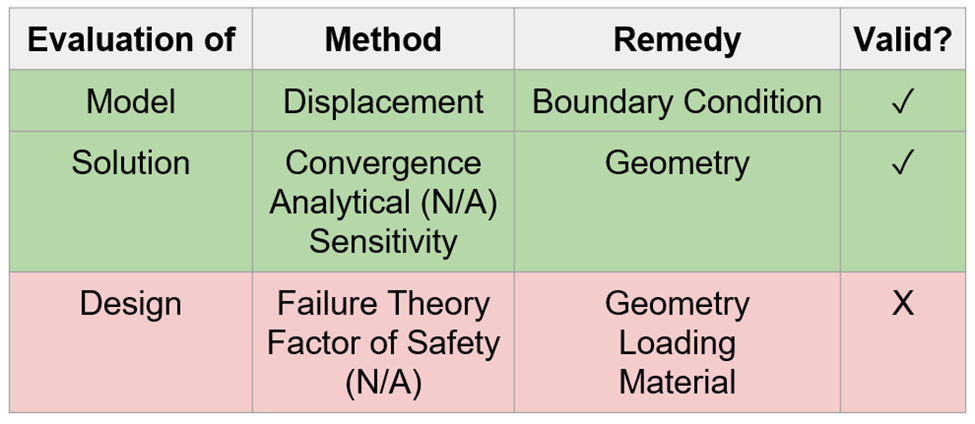 Evaluation of Method Remedy Valid?
Model Displacement Boundary Condition ✓
Solution Convergence Geometry ✓
Analytical (N/A)
Sensitivity
Design Failure Theory Geometry X
Factor of Safety Loading
(N/A) Material